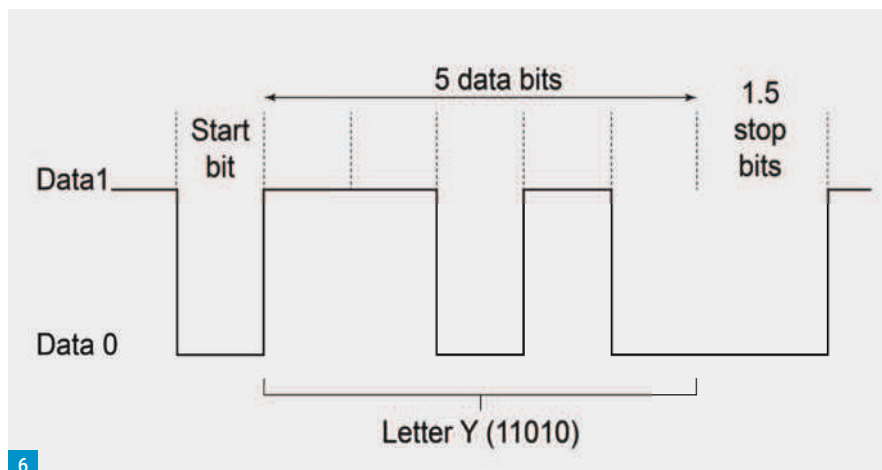 5 data bits
Start
bit
1.5
stop
bits
Data1
Data 0
Letter Y (11010)
6